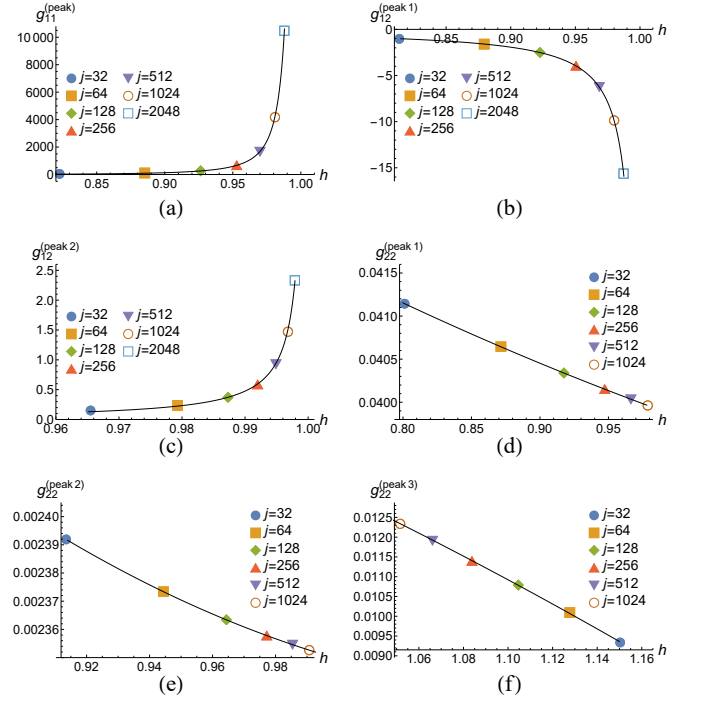 g₁₁^(peak)
10 000
8000
6000
4000
2000
0
0.85 0.90 0.95 1.00 h
j=32 j=512
j=64 j=1024
j=128 j=2048
j=256
(a)
g₁₂^(peak 1)
0
-5
-10
-15
0.85 0.90 0.95 1.00 h
j=32 j=512
j=64 j=1024
j=128 j=2048
j=256
(b)
g₁₂^(peak 2)
2.5
2.0
1.5
1.0
0.5
0.0
0.96 0.97 0.98 0.99 1.00 h
j=32 j=512
j=64 j=1024
j=128 j=2048
j=256
(c)
g₂₂^(peak 1)
0.0415
0.0410
0.0405
0.0400
0.80 0.85 0.90 0.95 h
j=32
j=64
j=128
j=256
j=512
j=1024
(d)
g₂₂^(peak 2)
0.00240
0.00239
0.00238
0.00237
0.00236
0.92 0.94 0.96 0.98 h
j=32
j=64
j=128
j=256
j=512
j=1024
(e)
g₂₂^(peak 3)
0.0125
0.0120
0.0115
0.0110
0.0105
0.0100
0.0095
0.0090
1.06 1.08 1.10 1.12 1.14 1.16 h
j=32
j=64
j=128
j=256
j=512
j=1024
(f)